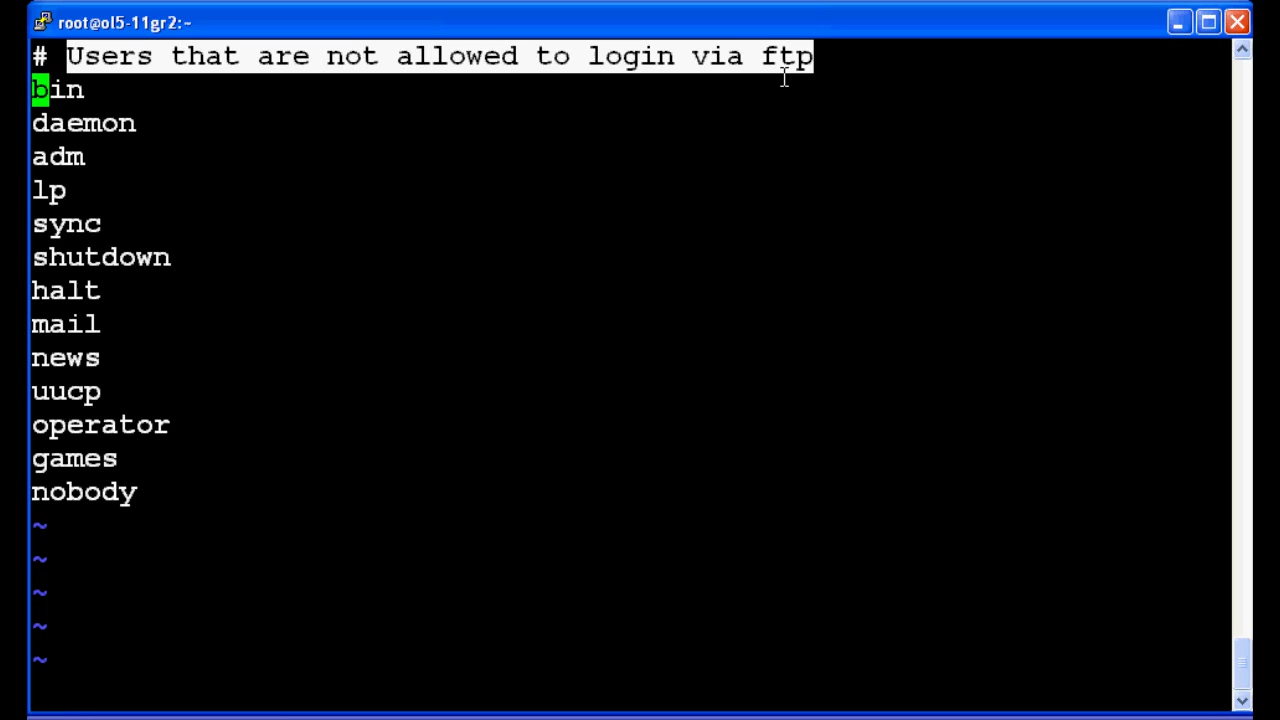 root@ol5-11gr2:~
# Users that are not allowed to login via ftp
bin
daemon
adm
lp
sync
shutdown
halt
mail
news
uucp
operator
games
nobody
~
~
~
~
~